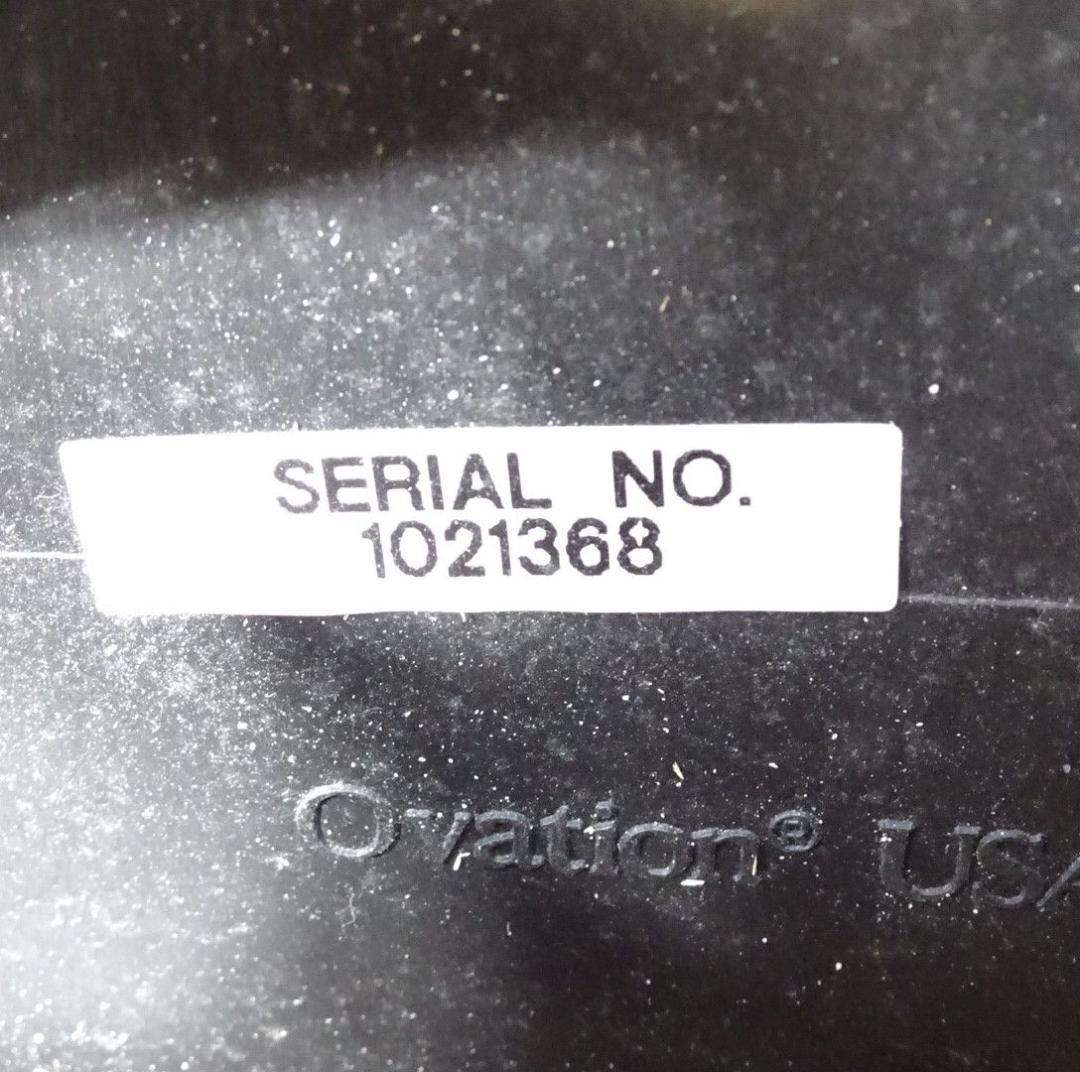 SERIAL NO.
1021368
Ovation® USA